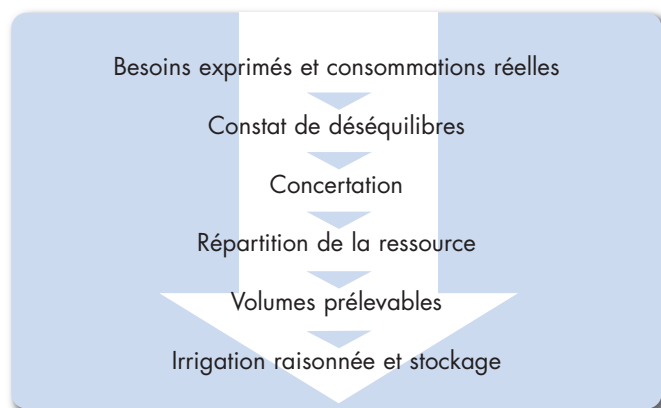 Besoins exprimés et consommations réelles
Constat de déséquilibres
Concertation
Répartition de la ressource
Volumes prélevables
Irrigation raisonnée et stockage